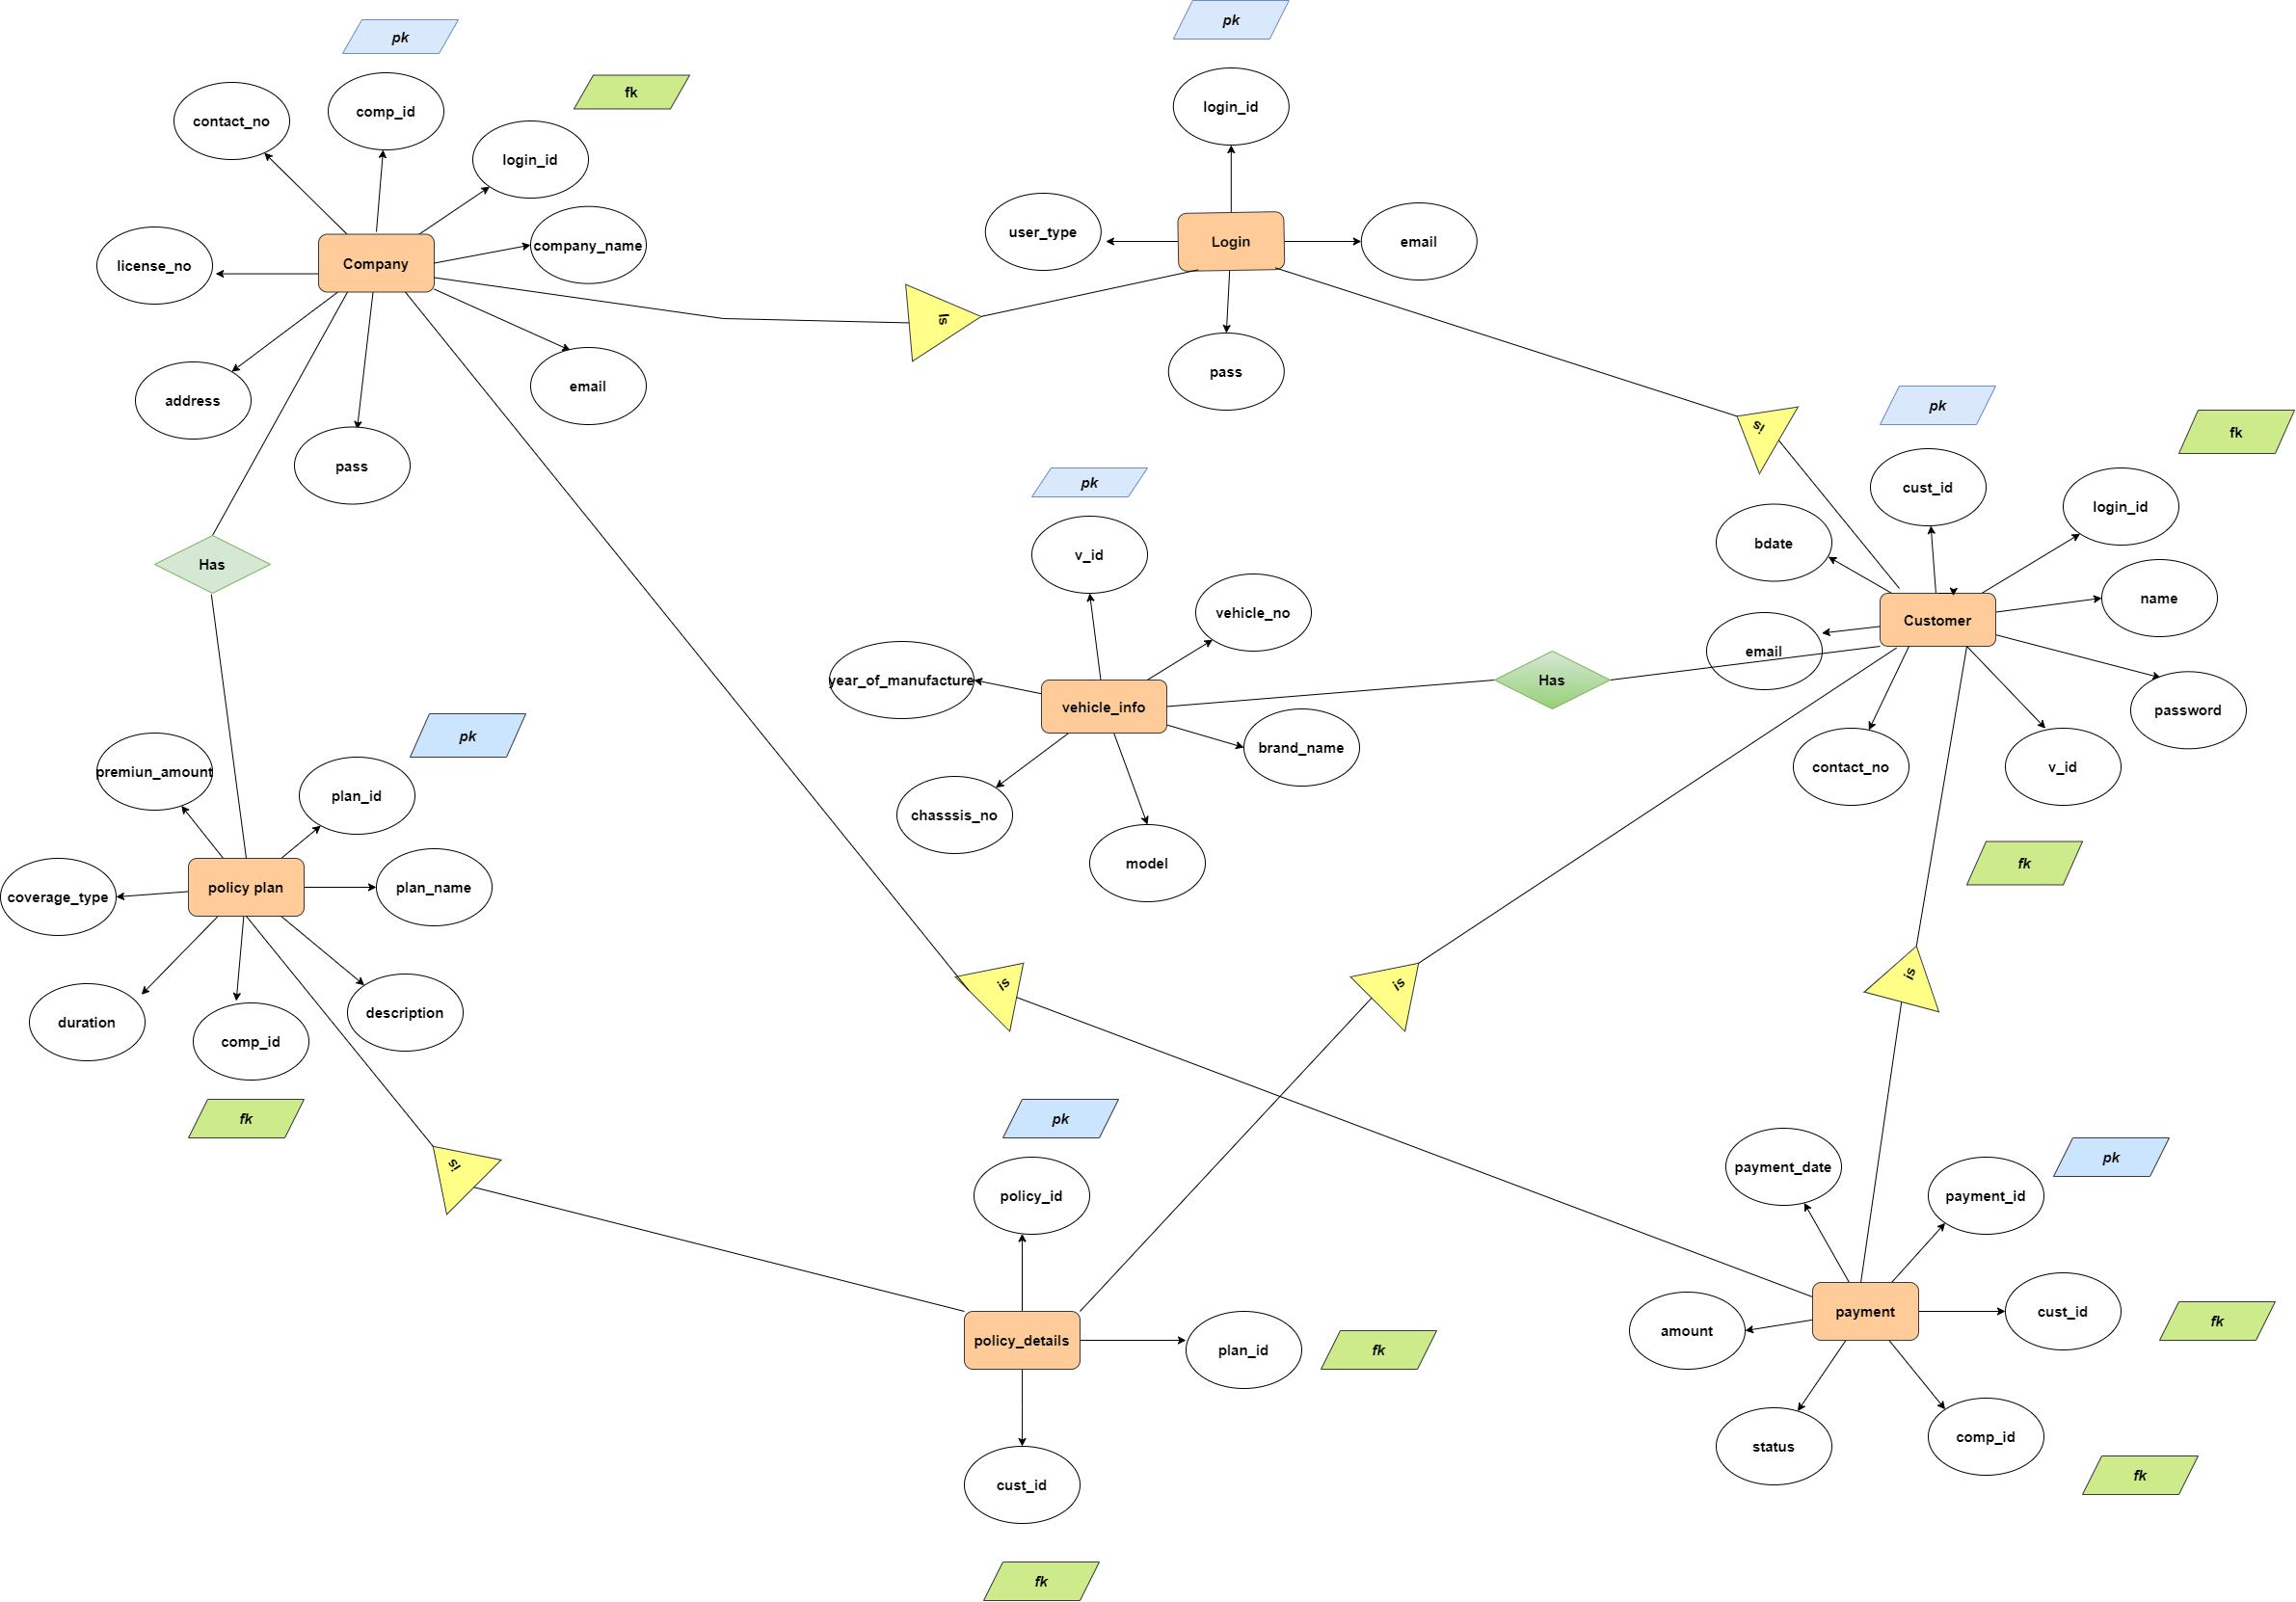 pk
pk
fk
comp_id
contact_no
login_id
login_id
company_name
user_type
Login
email
Company
license_no
Is
pass
email
address
pass
is
pk
fk
pk
cust_id
login_id
bdate
v_id
Has
name
vehicle_no
Customer
email
year_of_manufacture
Has
vehicle_info
password
brand_name
contact_no
v_id
pk
premiun_amount
plan_id
chasssis_no
model
fk
policy plan
plan_name
coverage_type
is
is
is
description
duration
comp_id
fk
pk
is
pk
payment_date
policy_id
payment_id
payment
cust_id
fk
amount
policy_details
plan_id
fk
status
comp_id
fk
cust_id
fk